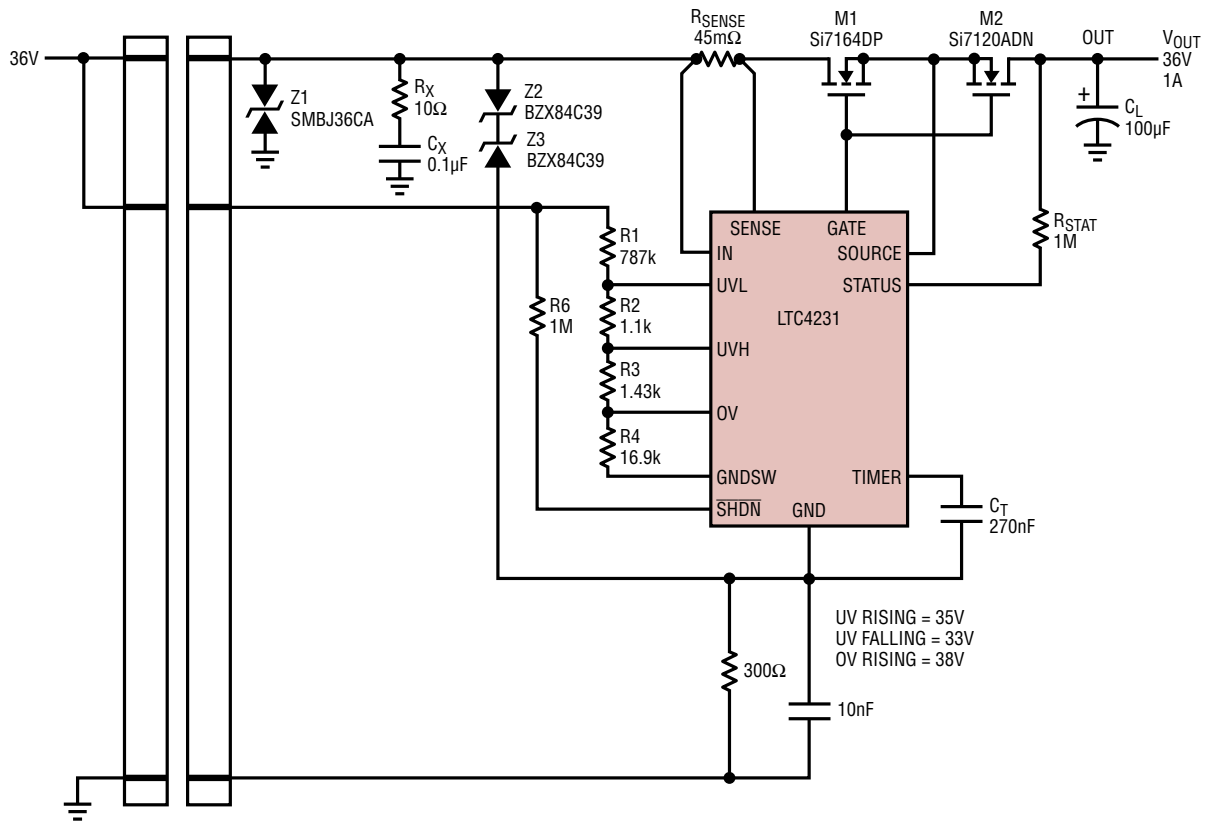 36V
Z1
SMBJ36CA
RX
10Ω
CX
0.1µF
Z2
BZX84C39
Z3
BZX84C39
RSENSE
45mΩ
M1
Si7164DP
M2
Si7120ADN
OUT
VOUT
36V
1A
+
CL
100µF
RSTAT
1M
R1
787k
R2
1.1k
R3
1.43k
R4
16.9k
R6
1M
SENSE
GATE
IN
SOURCE
UVL
STATUS
LTC4231
UVH
OV
GNDSW
TIMER
SHDN
GND
CT
270nF
UV RISING = 35V
UV FALLING = 33V
OV RISING = 38V
300Ω
10nF